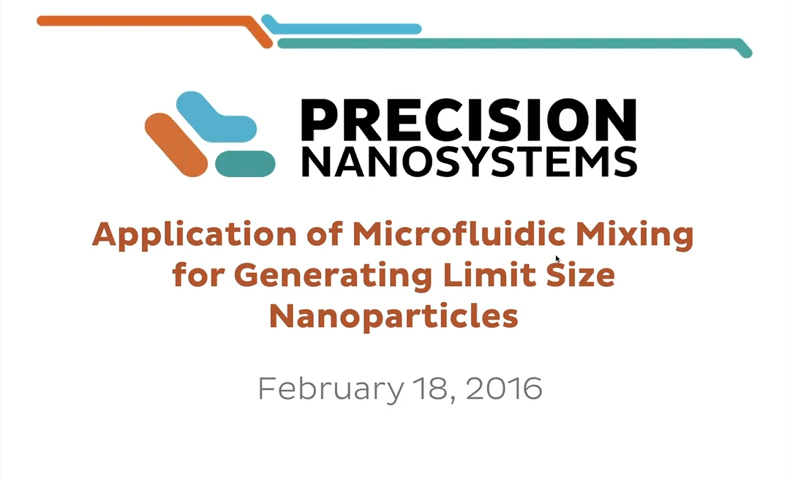 PRECISION
NANOSYSTEMS
Application of Microfluidic Mixing
for Generating Limit Size
Nanoparticles
February 18, 2016